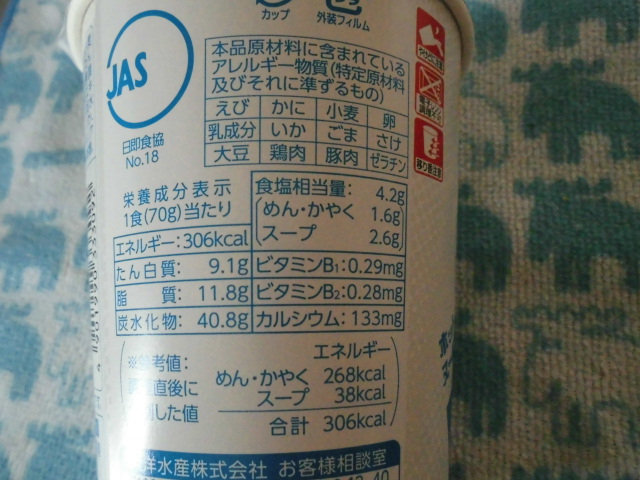 カップ
外装フィルム
JAS
日即食協
No.18
本品原材料に含まれている
アレルギー物質(特定原材料
及びそれに準ずるもの)
えび かに 小麦 卵
乳成分 いか ごま さけ
大豆 鶏肉 豚肉 ゼラチン
栄養成分表示
1食(70g)当たり
エネルギー:306kcal
たん白質: 9.1g
脂質: 11.8g
炭水化物: 40.8g
食塩相当量: 4.2g
(めん・かやく 1.6g
スープ 2.6g)
ビタミンB1:0.29mg
ビタミンB2:0.28mg
カルシウム:133mg
考値:
直後に
した値
エネルギー
めん・かやく 268kcal
スープ 38kcal
合計 306kcal
洋水産株式会社 お客様相談室